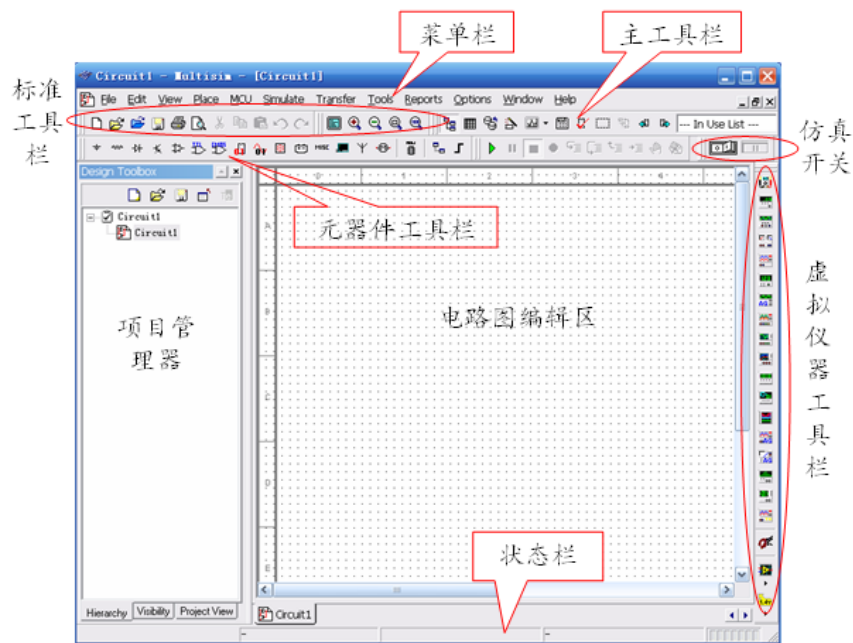 菜单栏
主工具栏
标准
工具
栏
Circuit1 - Multisim - [Circuit1]
File Edit View Place MCU Simulate Transfer Tools Reports Options Window Help
--- In Use List ---
仿真
开关
Design Toolbox
Circuit1
Circuit1
元器件工具栏
电路图编辑区
项目管
理器
虚
拟
仪
器
工
具
栏
状态栏
Hierarchy Visibility Project View
Circuit1